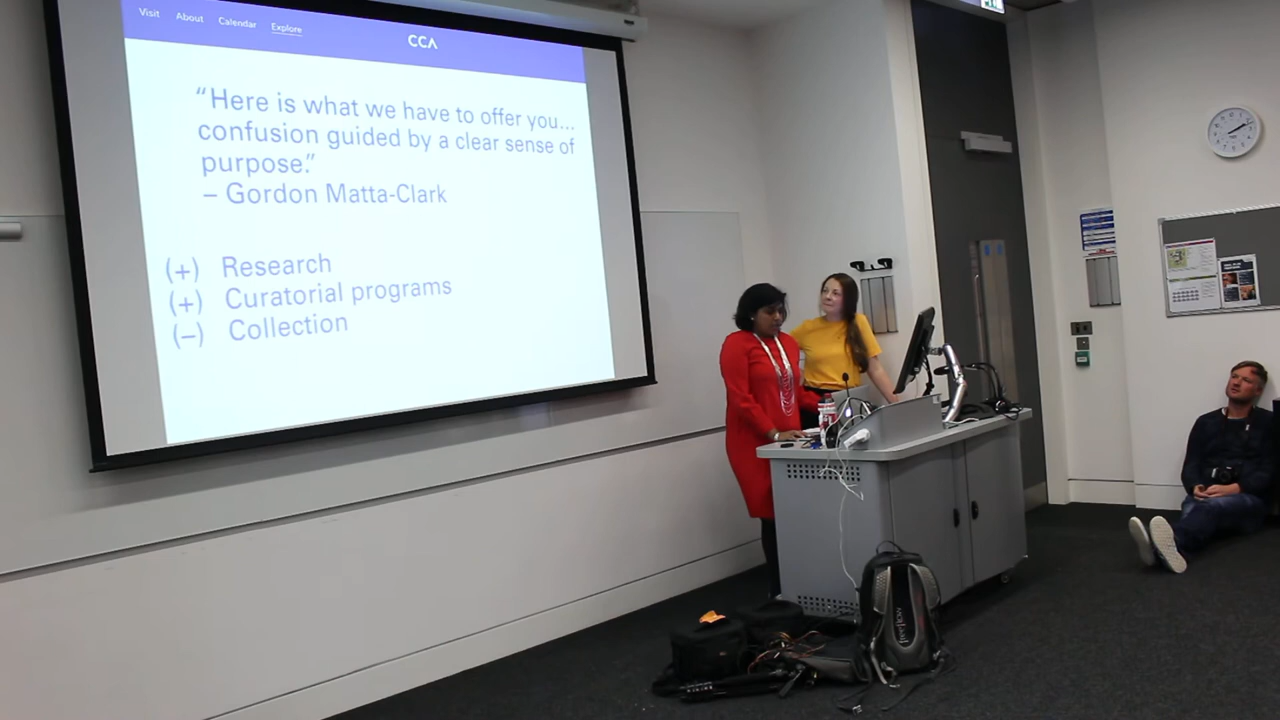 Visit About Calendar Explore
CCA
“Here is what we have to offer you...
confusion guided by a clear sense of
purpose.”
– Gordon Matta-Clark
(+) Research
(+) Curatorial programs
(–) Collection
freeflow